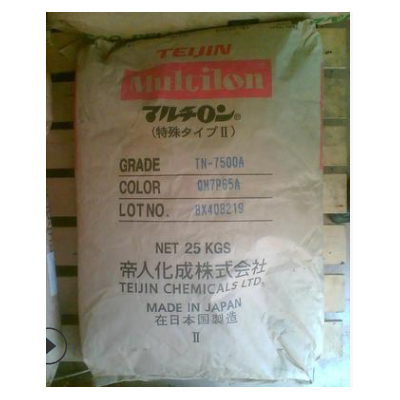 TEIJIN
Multilon
マルチロン®
(特殊タイプⅡ)
GRADE TN-7500A
COLOR
LOT NO. BX40B219
NET 25 KGS
帝人化成株式会社
TEIJIN CHEMICALS LTD.
MADE IN JAPAN
在日本国製造
Ⅱ